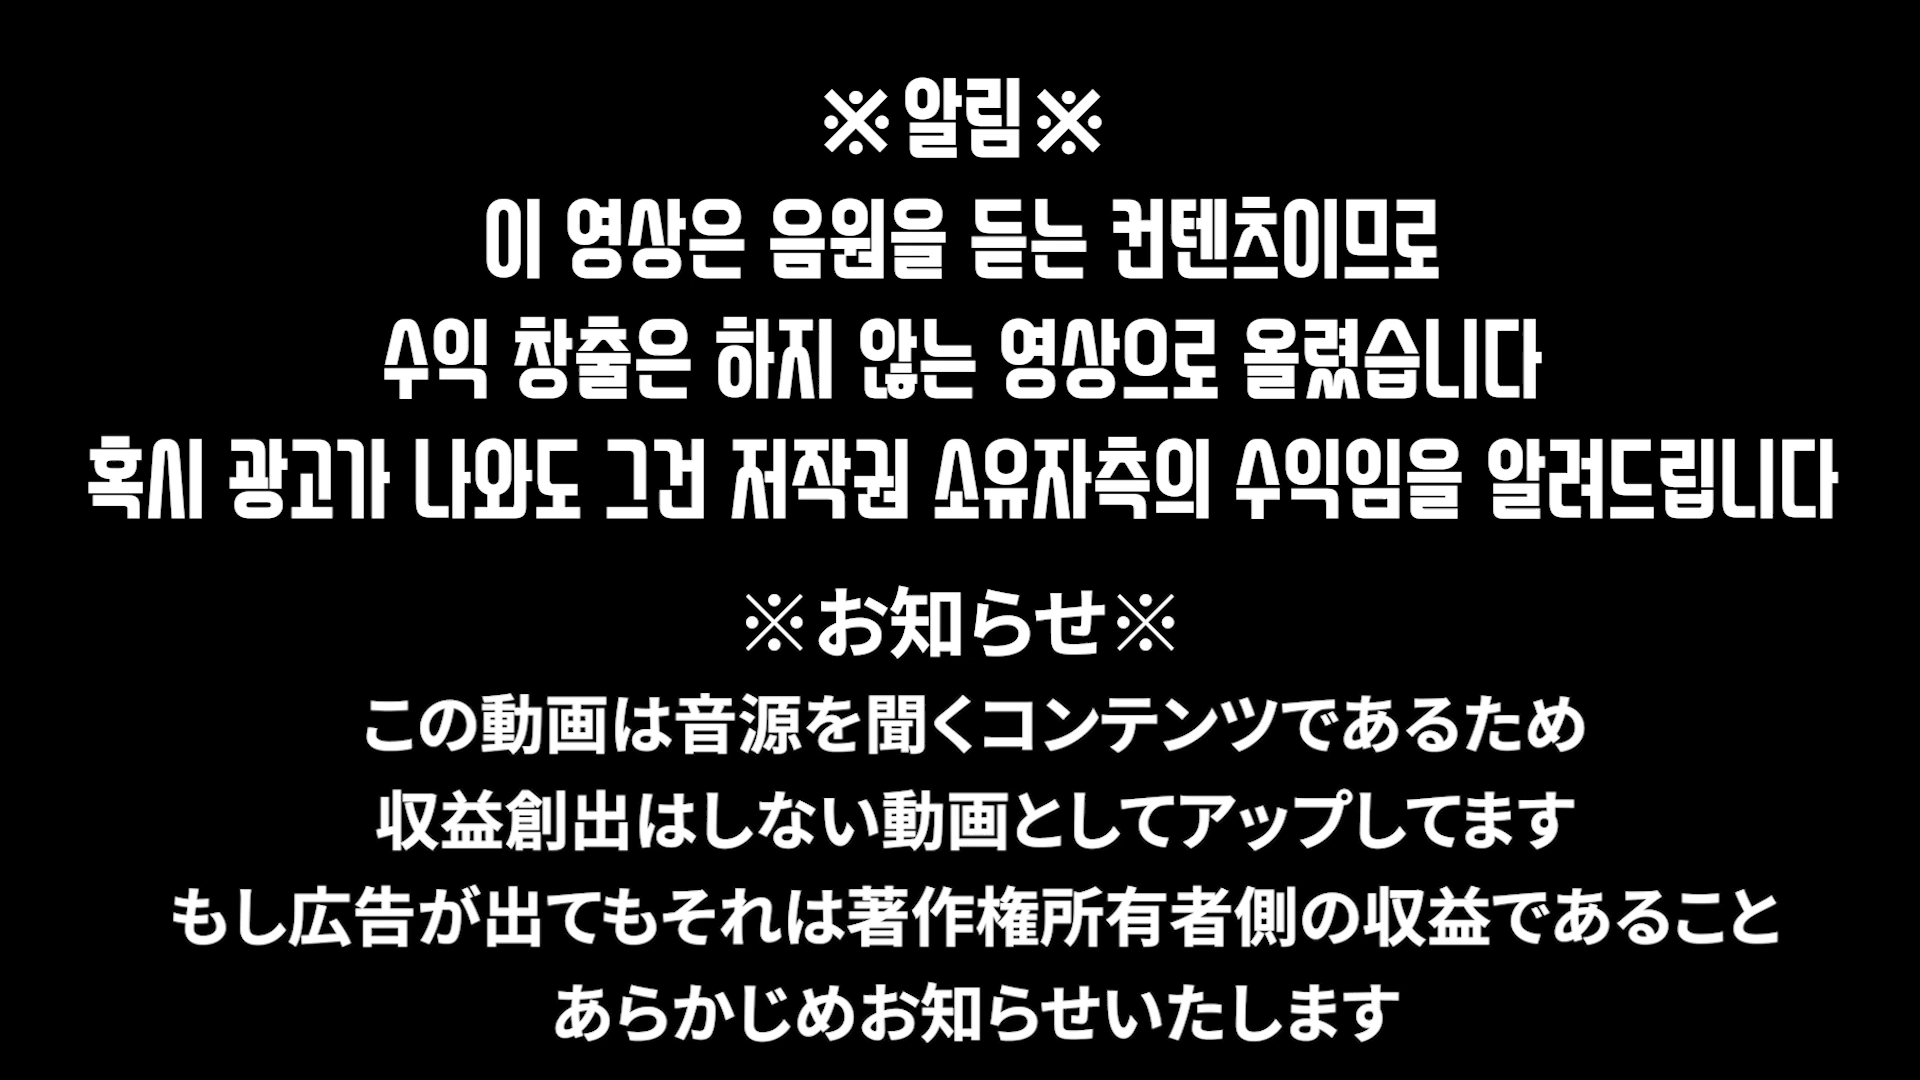 ※알림※
이 영상은 음원을 듣는 컨텐츠이므로
수익 창출은 하지 않는 영상으로 올렸습니다
혹시 광고가 나와도 그건 저작권 소유자측의 수익임을 알려드립니다
※お知らせ※
この動画は音源を聞くコンテンツであるため
収益創出はしない動画としてアップしてます
もし広告が出てもそれは著作権所有者側の収益であること
あらかじめお知らせいたします